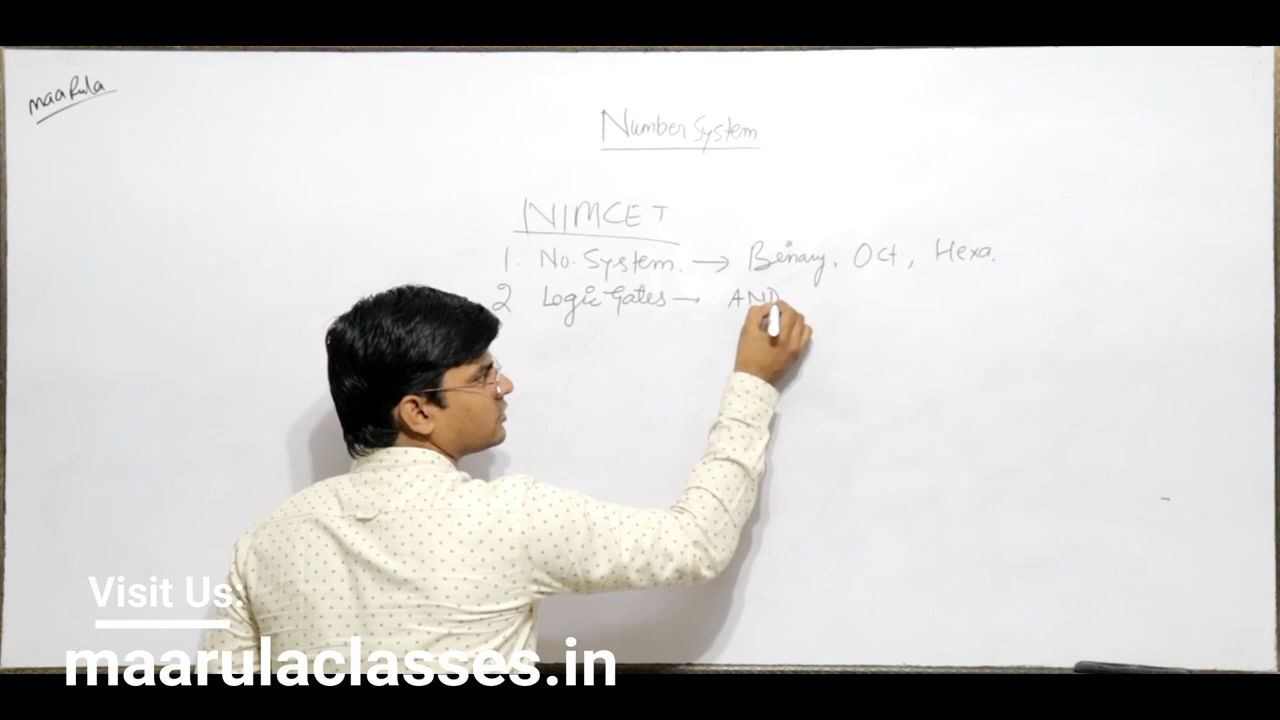 maaRula
Number System
NIMCET
1. No. System. → Binary, Oct, Hexa.
2 Logic Gates → AND
Visit Us:
maarulaclasses.in